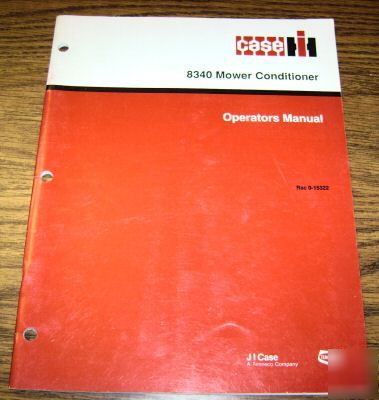 CASE IH
8340 Mower Conditioner
Operators Manual
Rac 9-15322
J I Case
A Tenneco Company